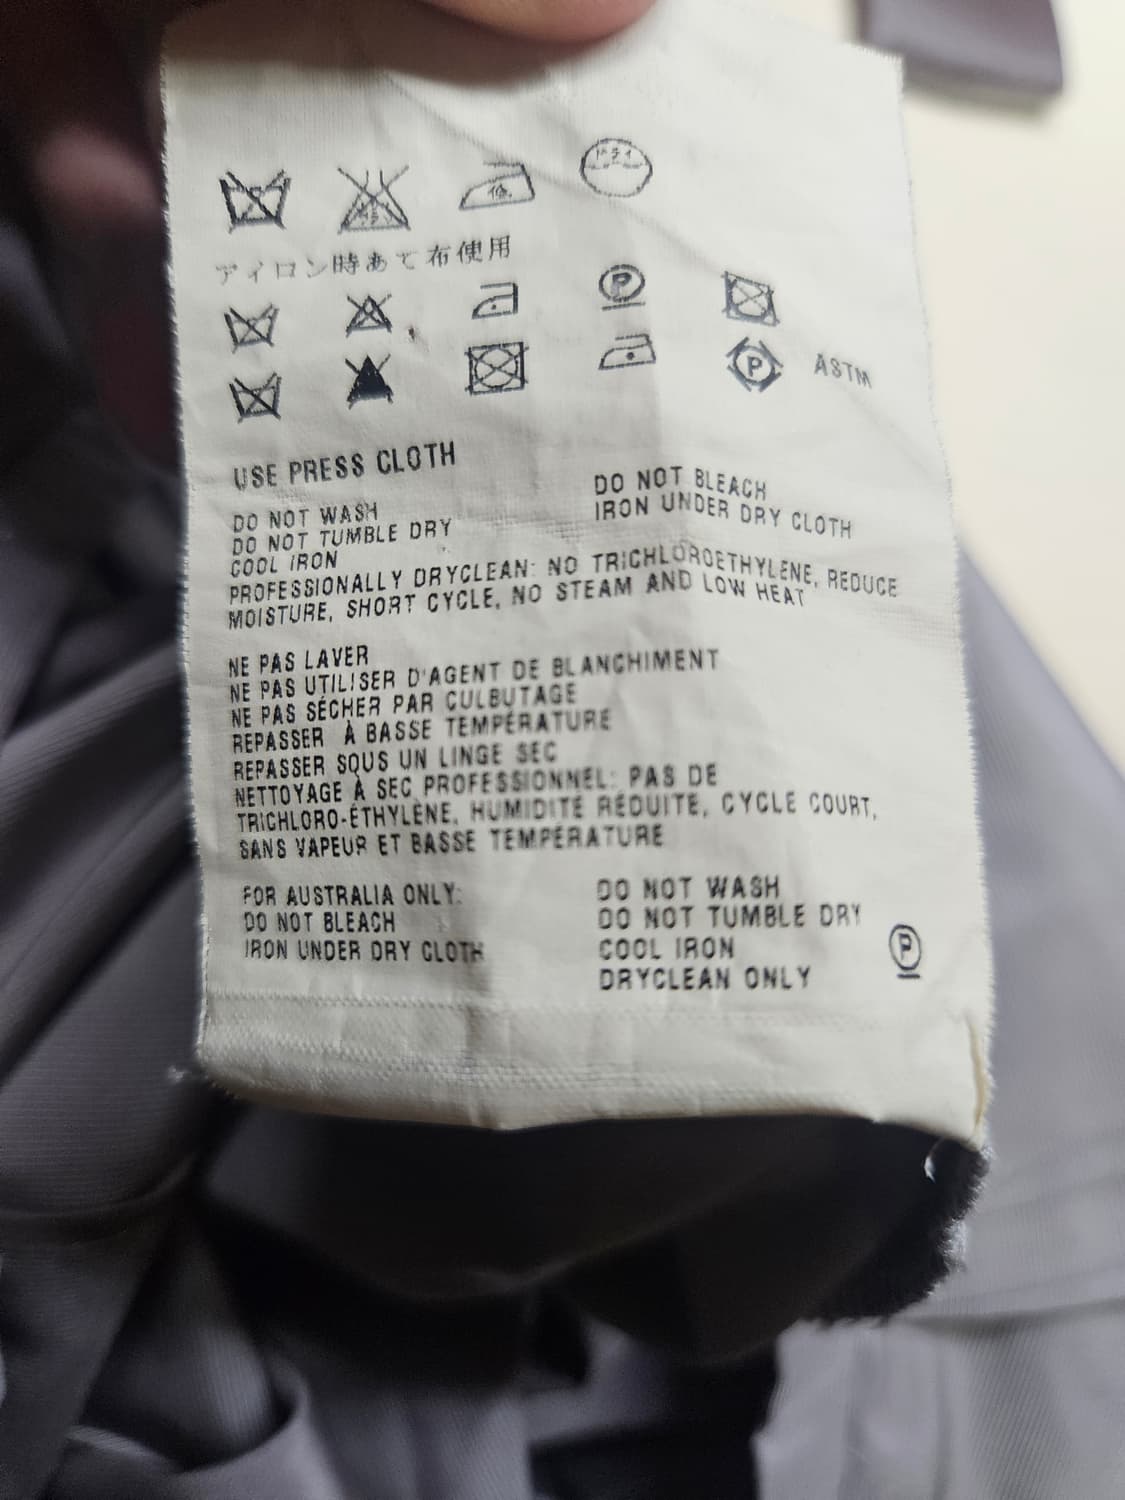 ドライ
低
アイロン時あて布使用
P
P ASTM
USE PRESS CLOTH
DO NOT WASH
DO NOT TUMBLE DRY
COOL IRON
DO NOT BLEACH
IRON UNDER DRY CLOTH
PROFESSIONALLY DRYCLEAN: NO TRICHLOROETHYLENE, REDUCE
MOISTURE, SHORT CYCLE, NO STEAM AND LOW HEAT
NE PAS LAVER
NE PAS UTILISER D'AGENT DE BLANCHIMENT
NE PAS SÉCHER PAR CULBUTAGE
REPASSER À BASSE TEMPÉRATURE
REPASSER SOUS UN LINGE SEC
NETTOYAGE À SEC PROFESSIONNEL: PAS DE
TRICHLORO-ÉTHYLÈNE, HUMIDITÉ RÉDUITE, CYCLE COURT,
SANS VAPEUR ET BASSE TEMPÉRATURE
FOR AUSTRALIA ONLY:
DO NOT BLEACH
IRON UNDER DRY CLOTH
DO NOT WASH
DO NOT TUMBLE DRY
COOL IRON
DRYCLEAN ONLY
P